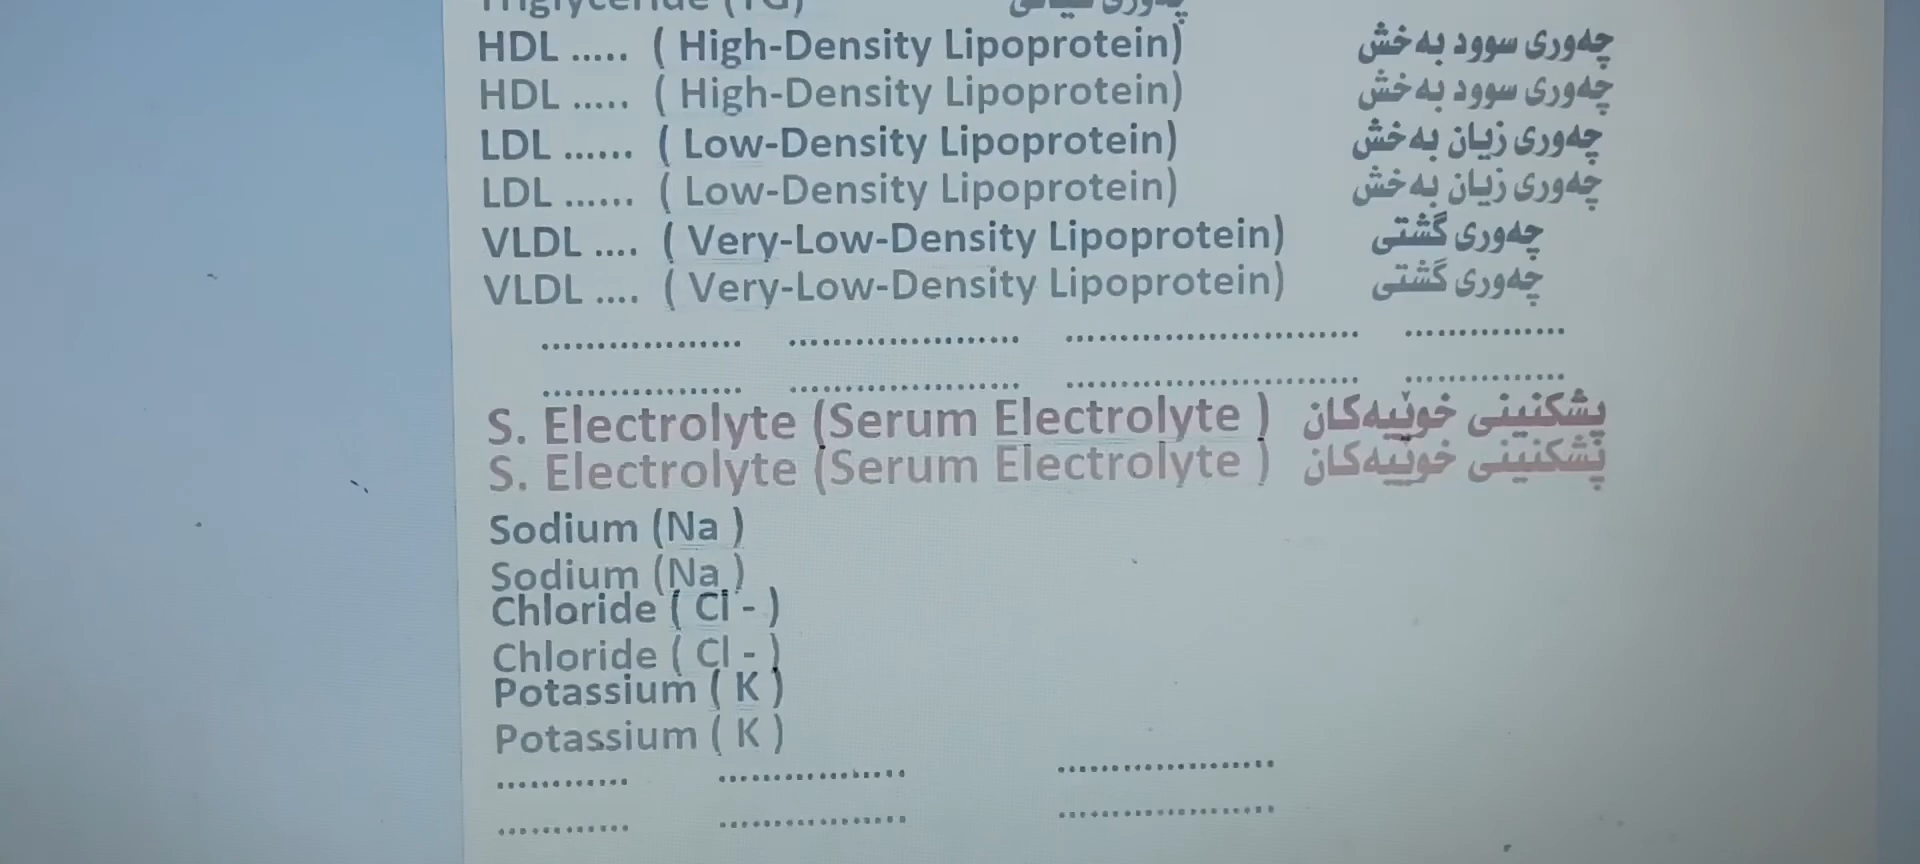 Triglyceride (TG)
HDL ..... ( High-Density Lipoprotein) چەوری سوود بەخش
HDL ..... ( High-Density Lipoprotein) چەوری سوود بەخش
LDL ...... ( Low-Density Lipoprotein) چەوری زیان بەخش
LDL ...... ( Low-Density Lipoprotein) چەوری زیان بەخش
VLDL .... ( Very-Low-Density Lipoprotein) چەوری گشتی
VLDL .... ( Very-Low-Density Lipoprotein) چەوری گشتی
S. Electrolyte (Serum Electrolyte ) پشکنینی خوێیەکان
S. Electrolyte (Serum Electrolyte ) پشکنینی خوێیەکان
Sodium (Na )
Sodium (Na )
Chloride ( Cl - )
Chloride ( Cl - )
Potassium ( K )
Potassium ( K )